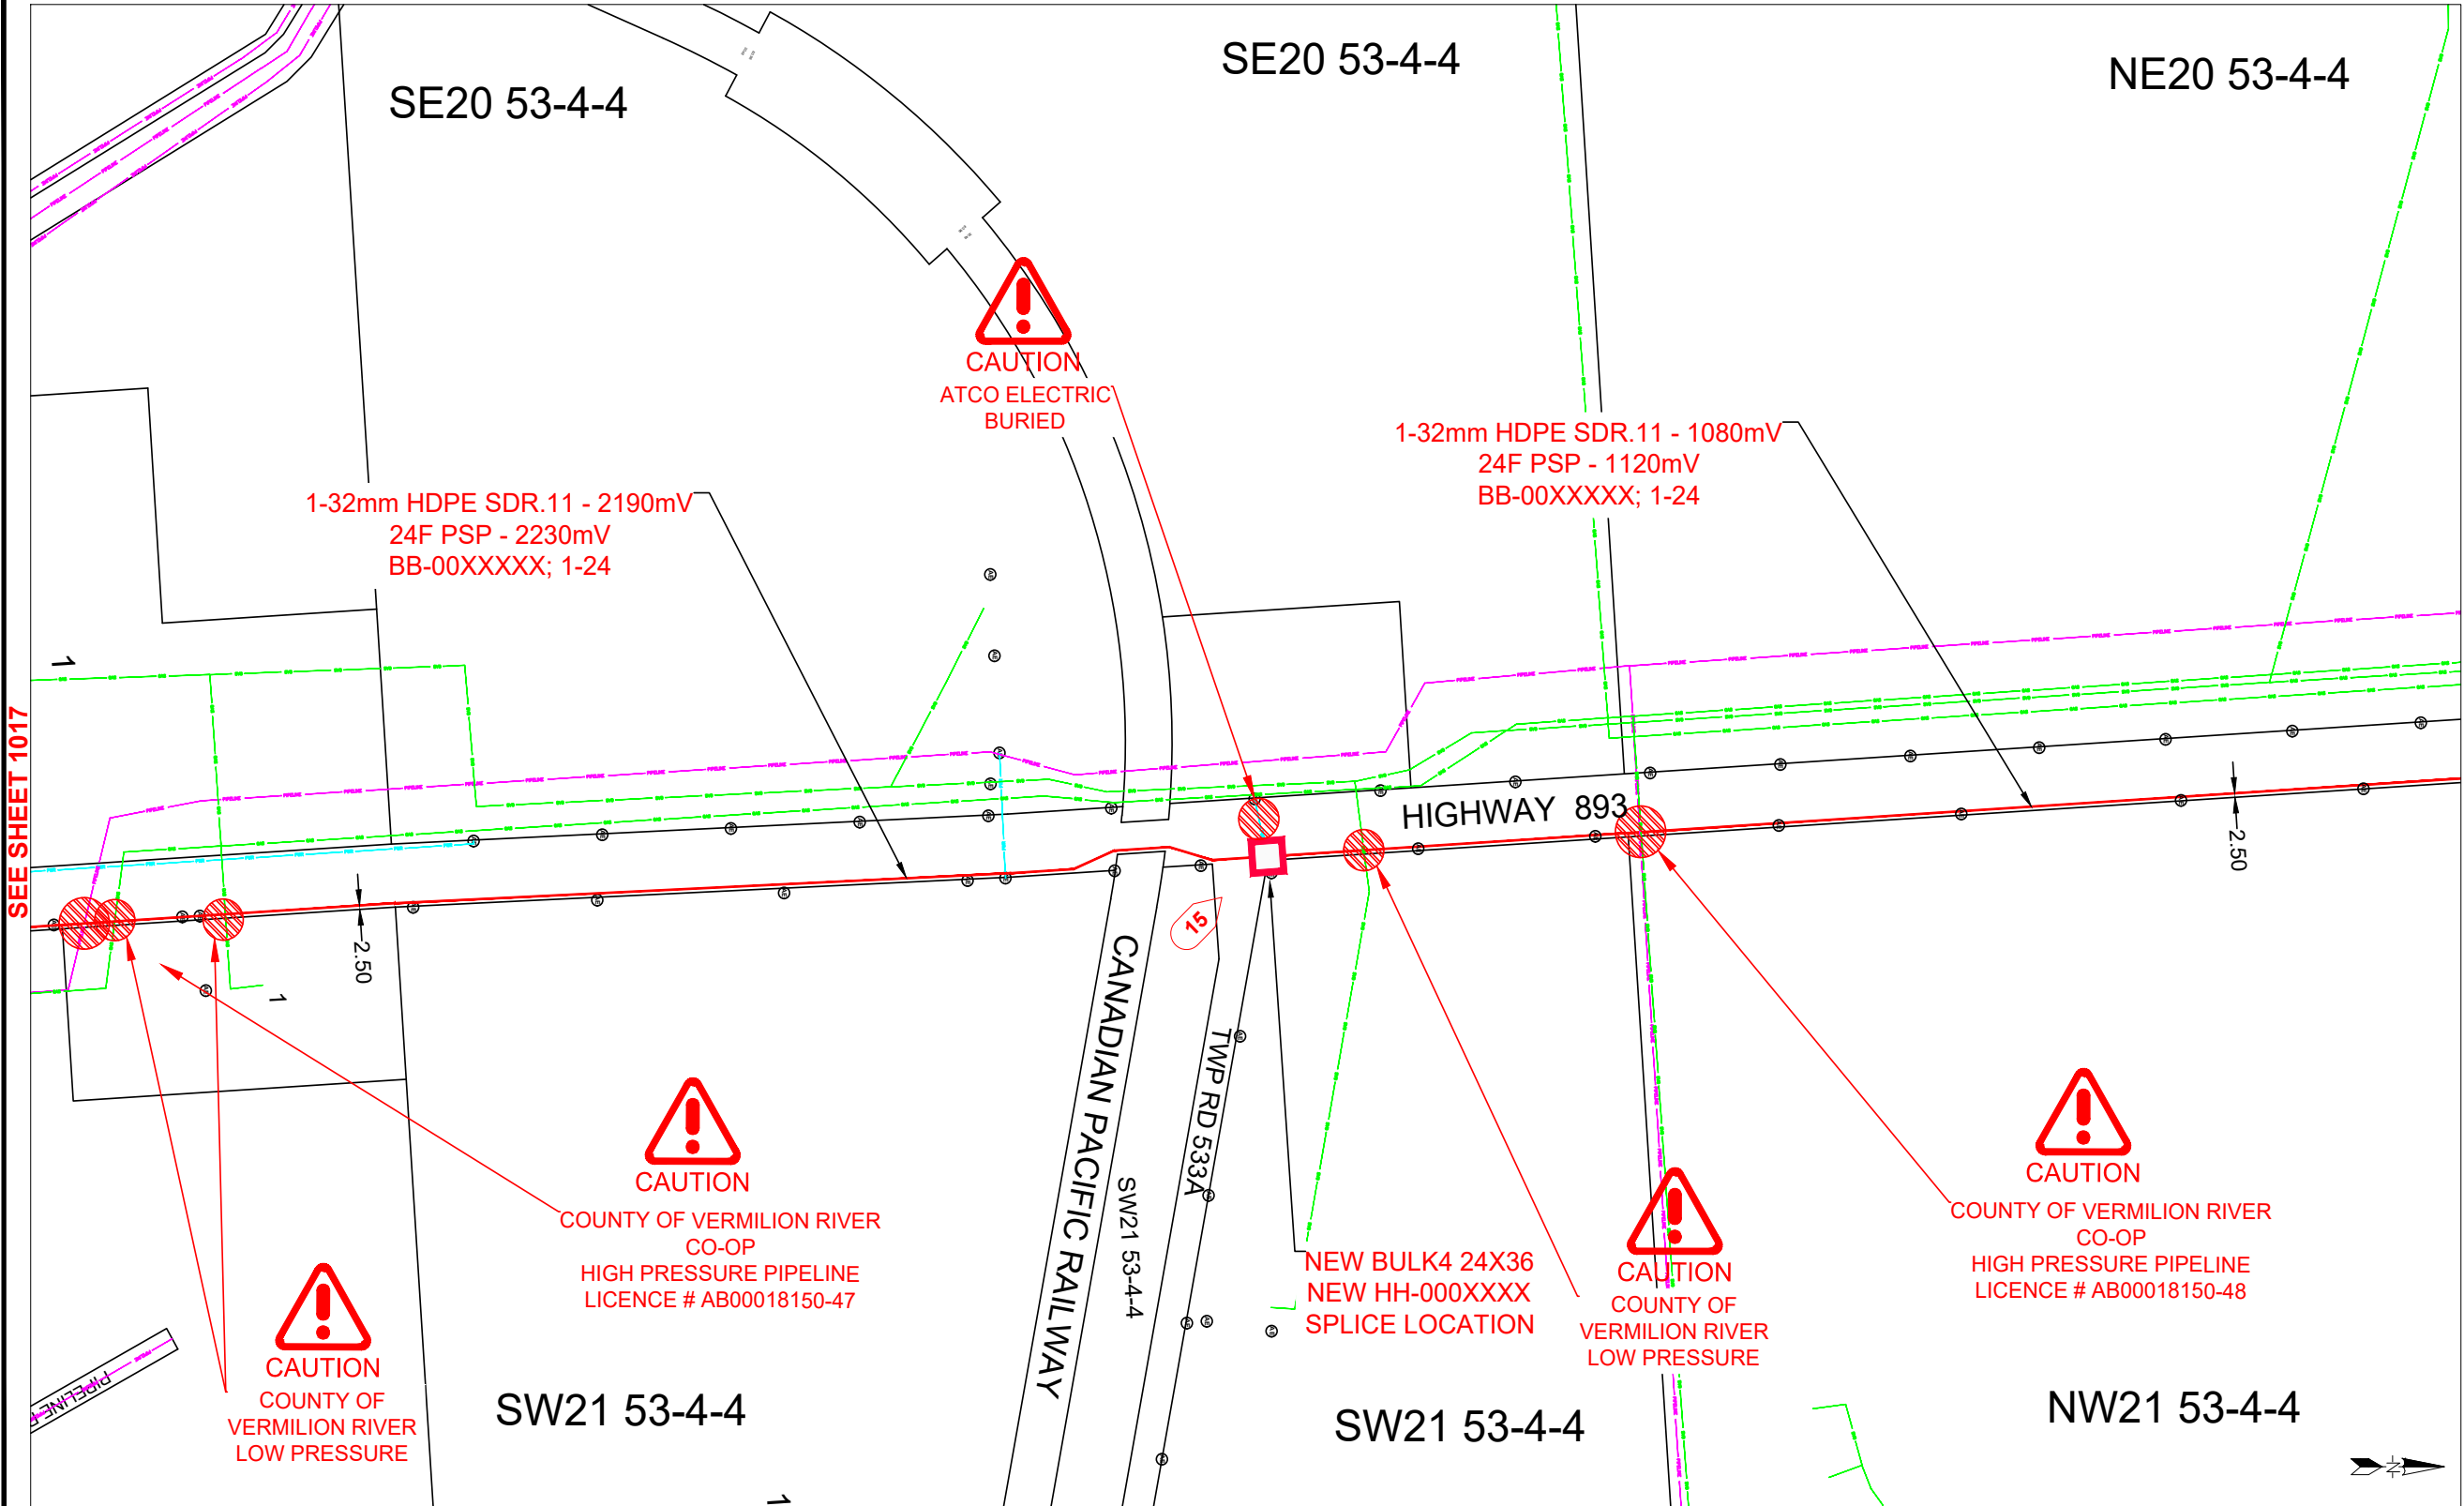 SE20 53-4-4
SE20 53-4-4
NE20 53-4-4
CAUTION
ATCO ELECTRIC
BURIED
1-32mm HDPE SDR.11 - 1080mV
24F PSP - 1120mV
BB-00XXXXX; 1-24
1-32mm HDPE SDR.11 - 2190mV
24F PSP - 2230mV
BB-00XXXXX; 1-24
1
SEE SHEET 1017
HIGHWAY 893
2.50
2.50
15
1
CANADIAN PACIFIC RAILWAY
TWP RD 533A
SW21 53-4-4
CAUTION
COUNTY OF VERMILION RIVER
CO-OP
HIGH PRESSURE PIPELINE
LICENCE # AB00018150-47
CAUTION
COUNTY OF VERMILION RIVER
CO-OP
HIGH PRESSURE PIPELINE
LICENCE # AB00018150-48
NEW BULK4 24X36
NEW HH-000XXXX
SPLICE LOCATION
CAUTION
COUNTY OF
VERMILION RIVER
LOW PRESSURE
CAUTION
COUNTY OF
VERMILION RIVER
LOW PRESSURE
PIPELINE
SW21 53-4-4
SW21 53-4-4
NW21 53-4-4
1
N